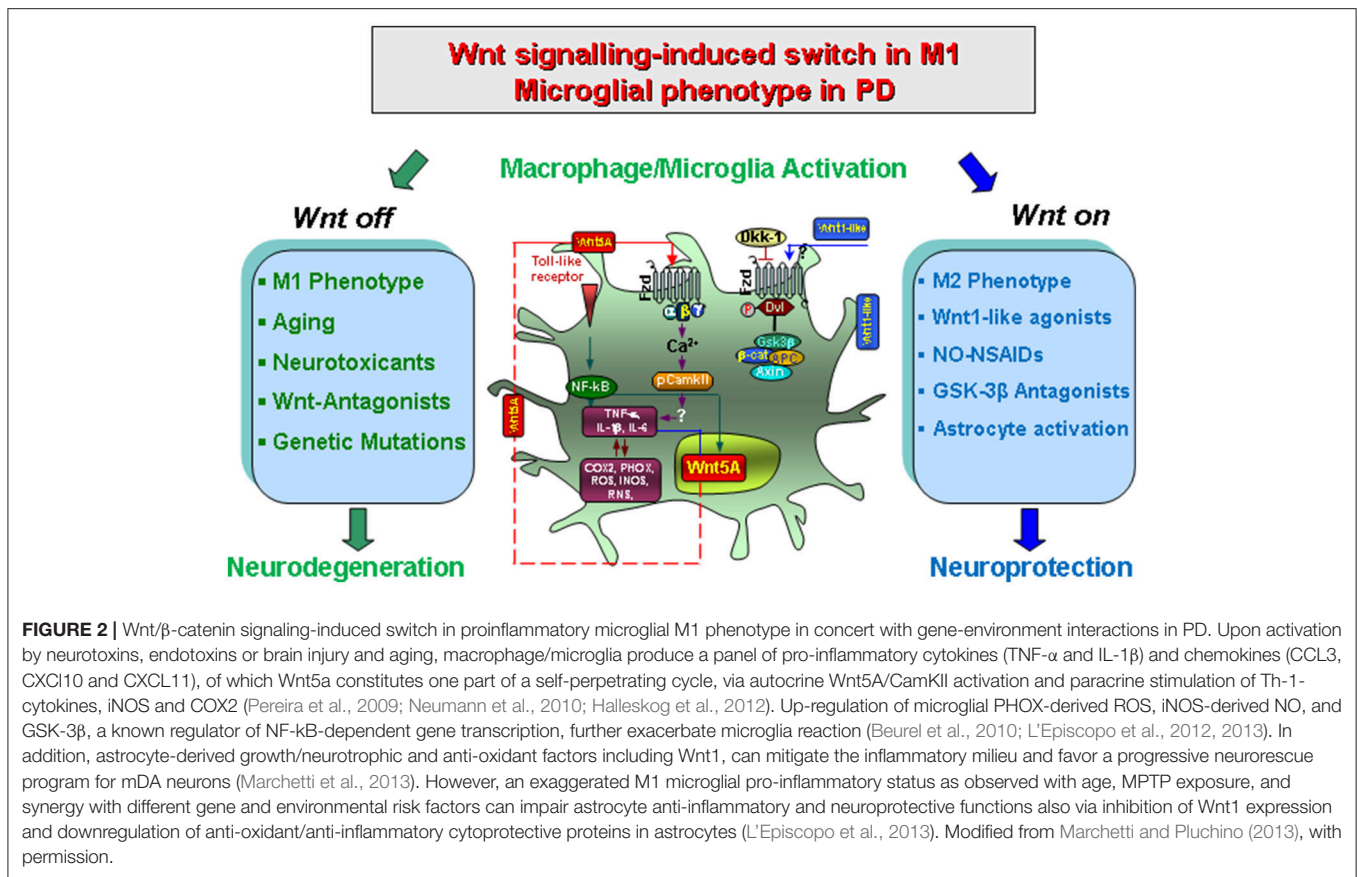 Wnt signalling-induced switch in M1
Microglial phenotype in PD
Macrophage/Microglia Activation
Wnt off
▪ M1 Phenotype
▪ Aging
▪ Neurotoxicants
▪ Wnt-Antagonists
▪ Genetic Mutations
Neurodegeneration
Wnt5A
Toll-like
receptor
Fzd
α β γ
Ca²⁺
pCamkII
NF-kB
?
TNF-α,
IL-1β, IL-6
COX2, PHOX,
ROS, INOS,
RNS,
Wnt5A
Wnt5A
Dkk-1
?
Wnt1-like
Fzd
P
Dvl
Gsk3β
β-cat
APC
Axin
Wnt1-like
Wnt on
▪ M2 Phenotype
▪ Wnt1-like agonists
▪ NO-NSAIDs
▪ GSK-3β Antagonists
▪ Astrocyte activation
Neuroprotection
FIGURE 2 | Wnt/β-catenin signaling-induced switch in proinflammatory microglial M1 phenotype in concert with gene-environment interactions in PD. Upon activation
by neurotoxins, endotoxins or brain injury and aging, macrophage/microglia produce a panel of pro-inflammatory cytokines (TNF-α and IL-1β) and chemokines (CCL3,
CXCl10 and CXCL11), of which Wnt5a constitutes one part of a self-perpetrating cycle, via autocrine Wnt5A/CamKII activation and paracrine stimulation of Th-1-
cytokines, iNOS and COX2 (Pereira et al., 2009; Neumann et al., 2010; Halleskog et al., 2012). Up-regulation of microglial PHOX-derived ROS, iNOS-derived NO, and
GSK-3β, a known regulator of NF-kB-dependent gene transcription, further exacerbate microglia reaction (Beurel et al., 2010; L'Episcopo et al., 2012, 2013). In
addition, astrocyte-derived growth/neurotrophic and anti-oxidant factors including Wnt1, can mitigate the inflammatory milieu and favor a progressive neurorescue
program for mDA neurons (Marchetti et al., 2013). However, an exaggerated M1 microglial pro-inflammatory status as observed with age, MPTP exposure, and
synergy with different gene and environmental risk factors can impair astrocyte anti-inflammatory and neuroprotective functions also via inhibition of Wnt1 expression
and downregulation of anti-oxidant/anti-inflammatory cytoprotective proteins in astrocytes (L'Episcopo et al., 2013). Modified from Marchetti and Pluchino (2013), with
permission.